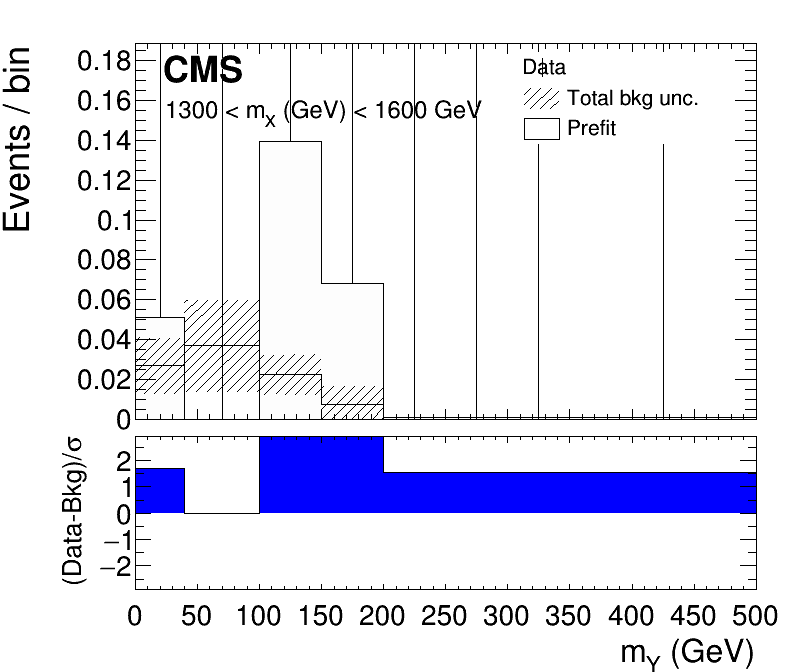 Events / bin
0.18
0.16
0.14
0.12
0.1
0.08
0.06
0.04
0.02
0
CMS
1300 < mX (GeV) < 1600 GeV
Data
Total bkg unc.
Prefit
(Data-Bkg)/σ
2
1
0
−1
−2
0 50 100 150 200 250 300 350 400 450 500
mY (GeV)